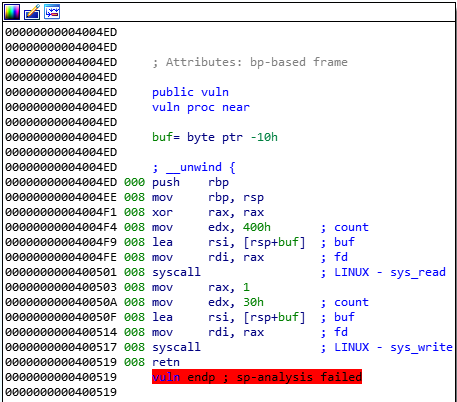 00000000004004ED
00000000004004ED
00000000004004ED ; Attributes: bp-based frame
00000000004004ED
00000000004004ED public vuln
00000000004004ED vuln proc near
00000000004004ED
00000000004004ED buf= byte ptr -10h
00000000004004ED
00000000004004ED ; __unwind {
00000000004004ED 000 push rbp
00000000004004EE 008 mov rbp, rsp
00000000004004F1 008 xor rax, rax
00000000004004F4 008 mov edx, 400h ; count
00000000004004F9 008 lea rsi, [rsp+buf] ; buf
00000000004004FE 008 mov rdi, rax ; fd
0000000000400501 008 syscall ; LINUX - sys_read
0000000000400503 008 mov rax, 1
000000000040050A 008 mov edx, 30h ; count
000000000040050F 008 lea rsi, [rsp+buf] ; buf
0000000000400514 008 mov rdi, rax ; fd
0000000000400517 008 syscall ; LINUX - sys_write
0000000000400519 008 retn
0000000000400519 vuln endp ; sp-analysis failed
0000000000400519